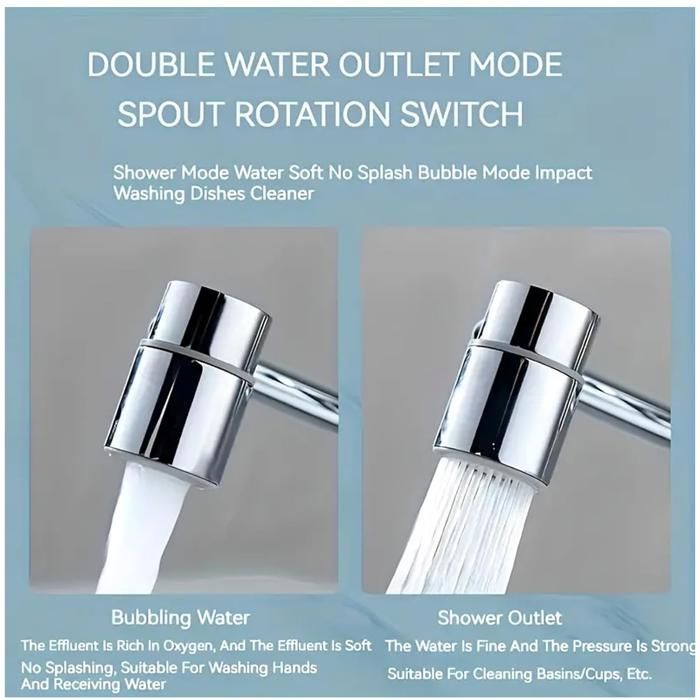 DOUBLE WATER OUTLET MODE
SPOUT ROTATION SWITCH
Shower Mode Water Soft No Splash Bubble Mode Impact
Washing Dishes Cleaner
Bubbling Water
The Effluent Is Rich In Oxygen, And The Effluent Is Soft
No Splashing, Suitable For Washing Hands
And Receiving Water
Shower Outlet
The Water Is Fine And The Pressure Is Strong
Suitable For Cleaning Basins/Cups, Etc.